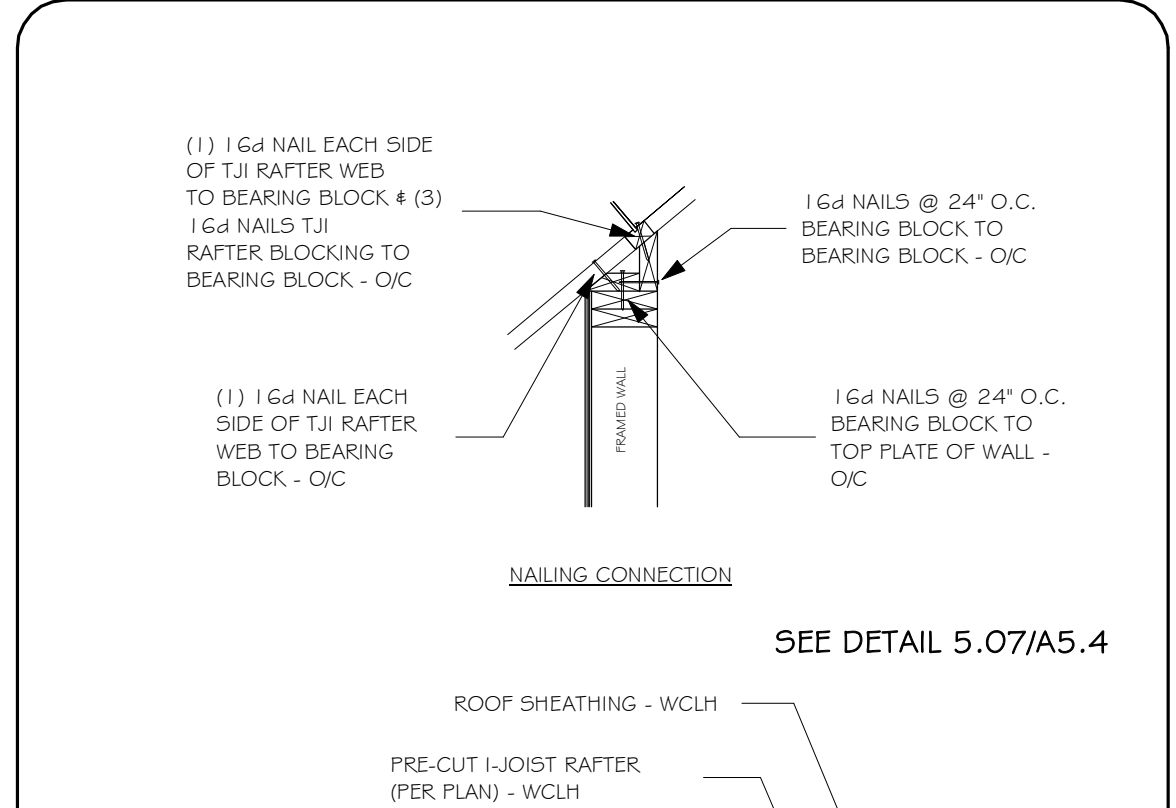 (1) 16d NAIL EACH SIDE
OF TJI RAFTER WEB
TO BEARING BLOCK & (3)
16d NAILS TJI
RAFTER BLOCKING TO
BEARING BLOCK - O/C
16d NAILS @ 24" O.C.
BEARING BLOCK TO
BEARING BLOCK - O/C
(1) 16d NAIL EACH
SIDE OF TJI RAFTER
WEB TO BEARING
BLOCK - O/C
FRAMED WALL
16d NAILS @ 24" O.C.
BEARING BLOCK TO
TOP PLATE OF WALL -
O/C
NAILING CONNECTION
SEE DETAIL 5.07/A5.4
ROOF SHEATHING - WCLH
PRE-CUT I-JOIST RAFTER
(PER PLAN) - WCLH